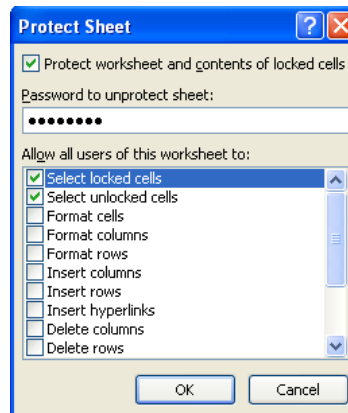 Protect Sheet
Protect worksheet and contents of locked cells
Password to unprotect sheet:
●●●●●●●●
Allow all users of this worksheet to:
Select locked cells
Select unlocked cells
Format cells
Format columns
Format rows
Insert columns
Insert rows
Insert hyperlinks
Delete columns
Delete rows
OK Cancel